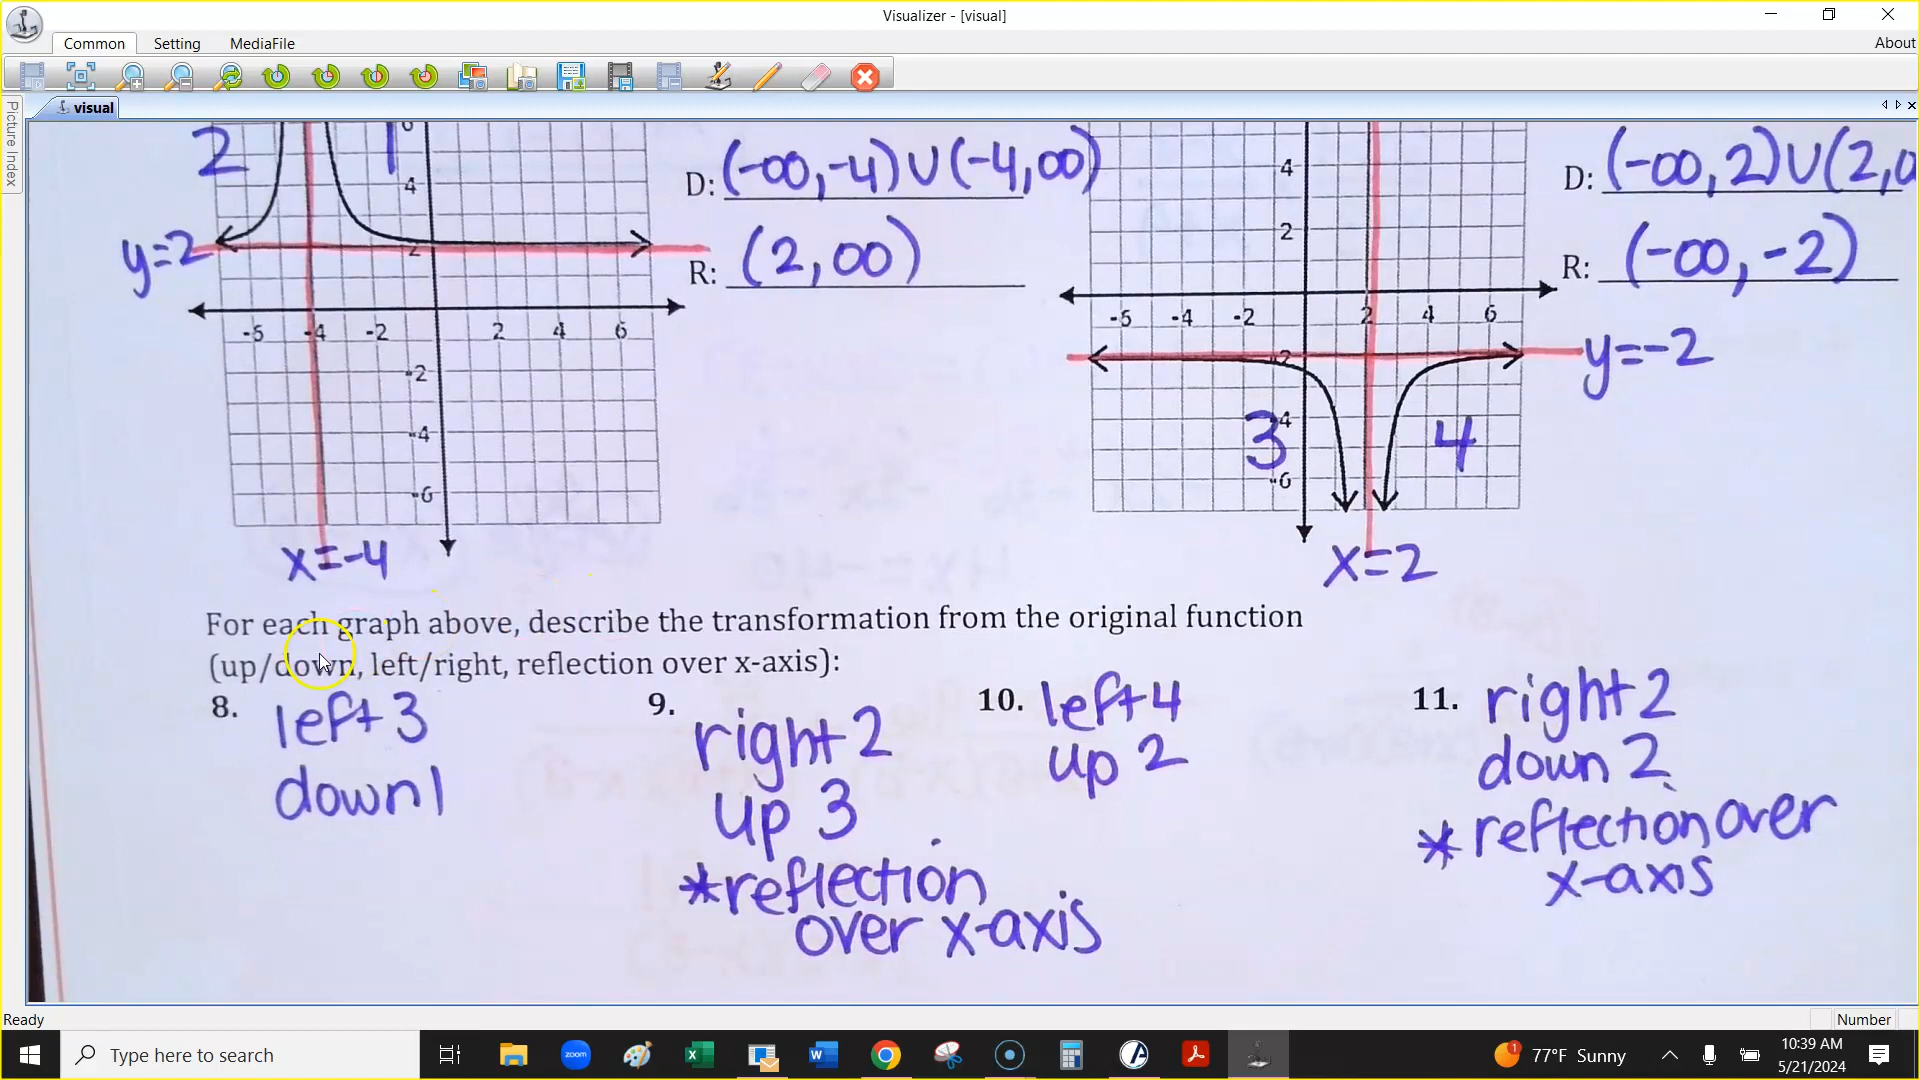 Visualizer - [visual]
Common Setting MediaFile
About
Picture Index
visual
2 1
4
2
y=2
-5 -4 -2 2 4 6
-2
-4
-6
x=-4
D: (-∞,-4)∪(-4,∞)
R: (2,∞)
4
2
-5 -4 -2 2 4 6
-2
-4
-6
3 4
y=-2
x=2
D: (-∞,2)∪(2,
R: (-∞,-2)
For each graph above, describe the transformation from the original function
(up/down, left/right, reflection over x-axis):
8. left 3
down 1
9. right 2
up 3
*reflection
over x-axis
10. left 4
up 2
11. right 2
down 2
*reflection over
x-axis
Ready
Number
Type here to search
zoom
1
77°F Sunny
10:39 AM
5/21/2024